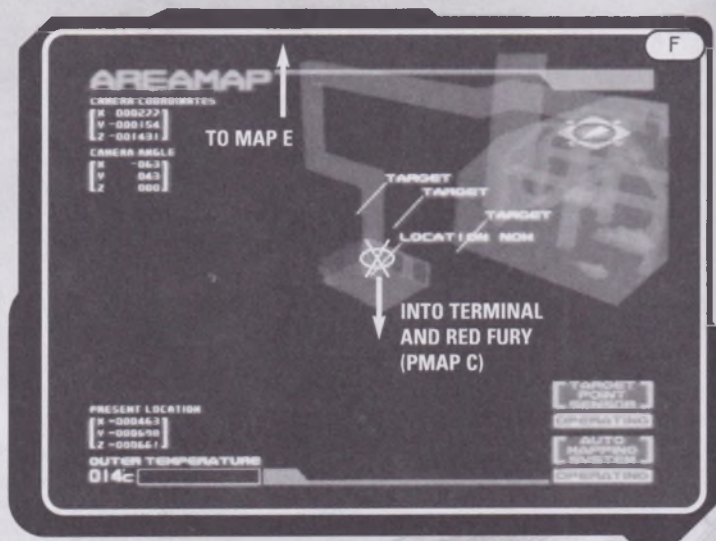 F
AREAMAP
TO MAP E
CAMERA COORDINATES
X 000277
Y -000154
Z -001431
CAMERA ANGLE
X -063
Y 043
Z 000
TARGET
TARGET
TARGET
LOCATION NOW
INTO TERMINAL
AND RED FURY
(PMAP C)
TARGET
POINT
SENSOR
OPERATING
AUTO
MAPPING
SYSTEM
OPERATING
PRESENT LOCATION
X -000463
Y -000698
Z -000661
OUTER TEMPERATURE
014c